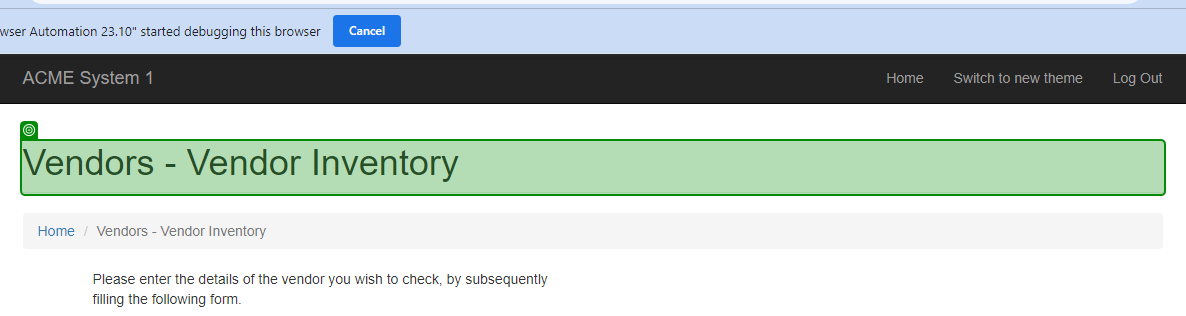 wser Automation 23.10" started debugging this browser Cancel
ACME System 1 Home Switch to new theme Log Out
Vendors - Vendor Inventory
Home / Vendors - Vendor Inventory
Please enter the details of the vendor you wish to check, by subsequently
filling the following form.